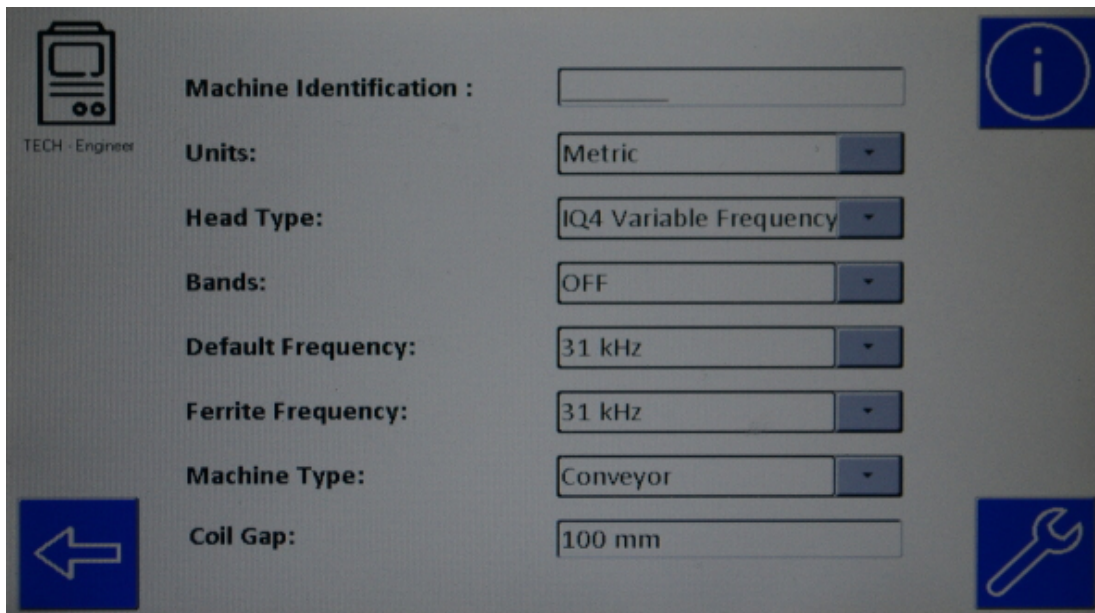 TECH - Engineer
Machine Identification :
Units: Metric
Head Type: IQ4 Variable Frequency
Bands: OFF
Default Frequency: 31 kHz
Ferrite Frequency: 31 kHz
Machine Type: Conveyor
Coil Gap: 100 mm
i